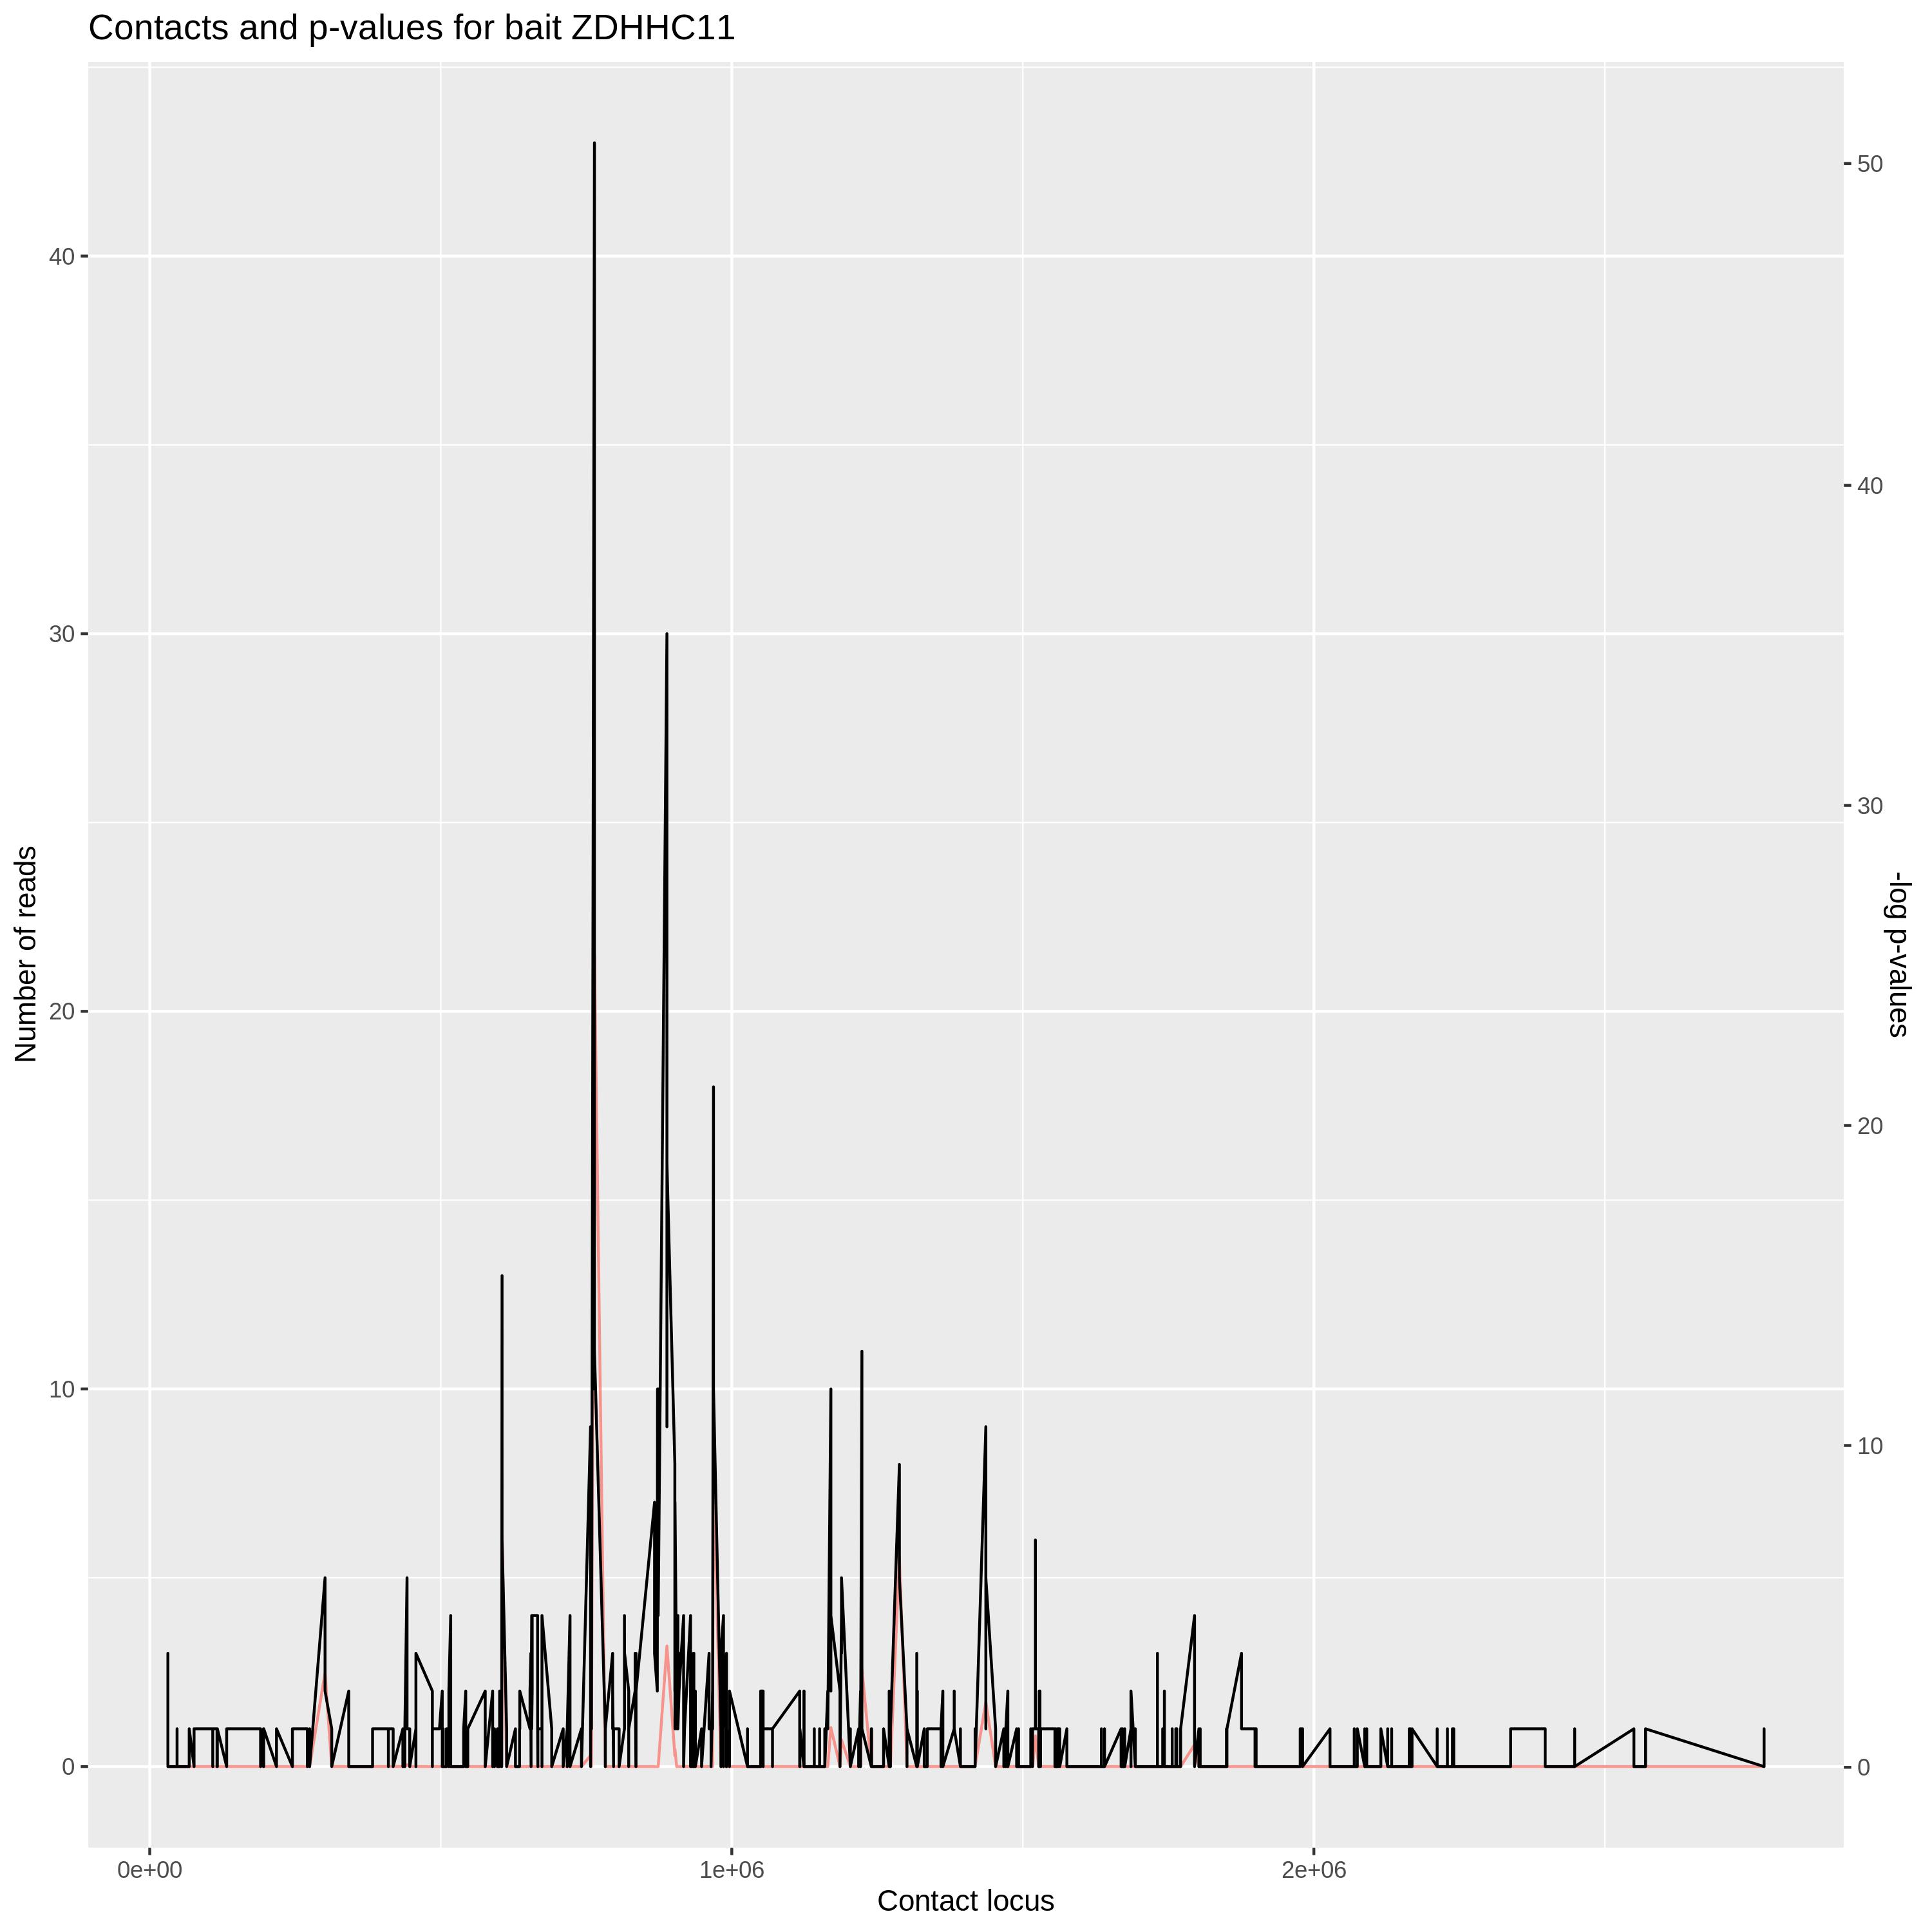 Contacts and p-values for bait ZDHHC11
Number of reads
40
30
20
10
0
50
40
30
20
10
0
-log p-values
0e+00
1e+06
2e+06
Contact locus